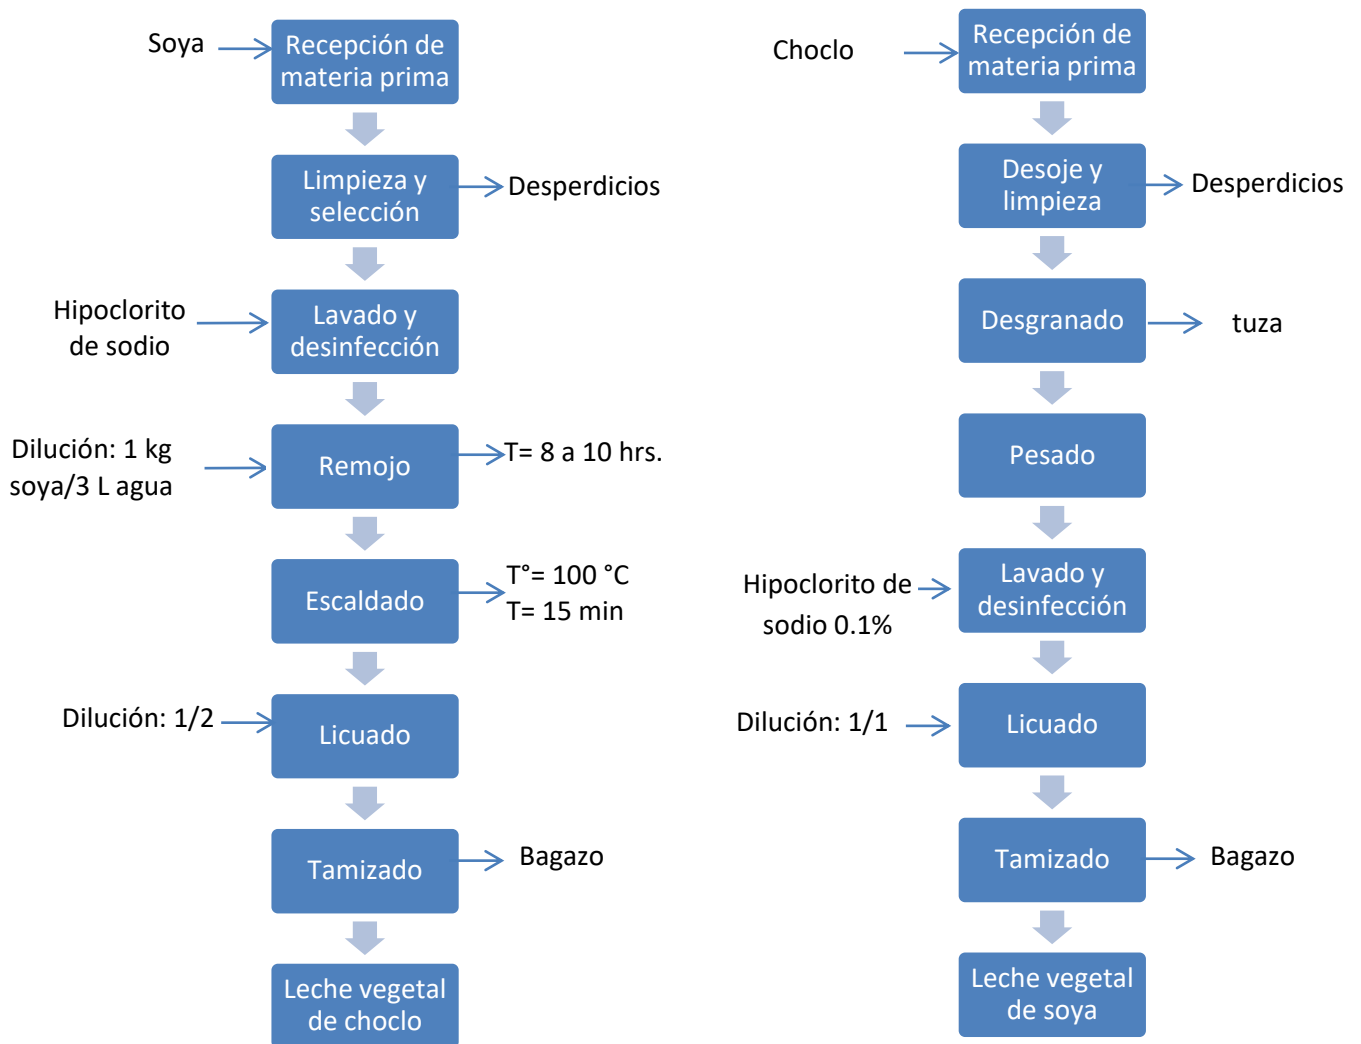 Soya
Recepción de
materia prima
Limpieza y
selección
Desperdicios
Hipoclorito
de sodio
Lavado y
desinfección
Dilución: 1 kg
soya/3 L agua
Remojo
T= 8 a 10 hrs.
Escaldado
T°= 100 °C
T= 15 min
Dilución: 1/2
Licuado
Tamizado
Bagazo
Leche vegetal
de choclo
Choclo
Recepción de
materia prima
Desoje y
limpieza
Desperdicios
Desgranado
tuza
Pesado
Hipoclorito de
sodio 0.1%
Lavado y
desinfección
Dilución: 1/1
Licuado
Tamizado
Bagazo
Leche vegetal
de soya